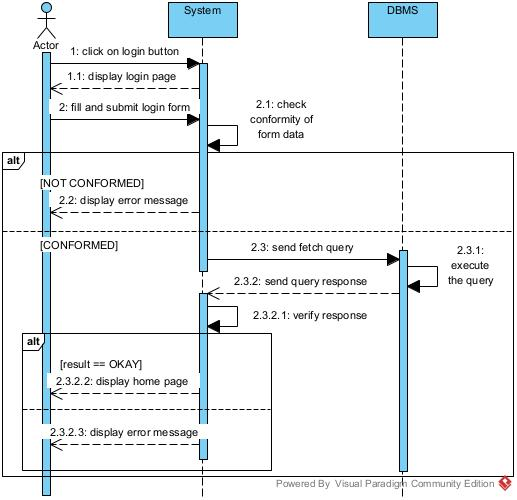 System
DBMS
Actor
1: click on login button
1.1: display login page
2: fill and submit login form
2.1: check
conformity of
form data
alt
[NOT CONFORMED]
2.2: display error message
[CONFORMED]
2.3: send fetch query
2.3.1:
execute
the query
2.3.2: send query response
2.3.2.1: verify response
alt
[result == OKAY]
2.3.2.2: display home page
2.3.2.3: display error message
Powered By Visual Paradigm Community Edition